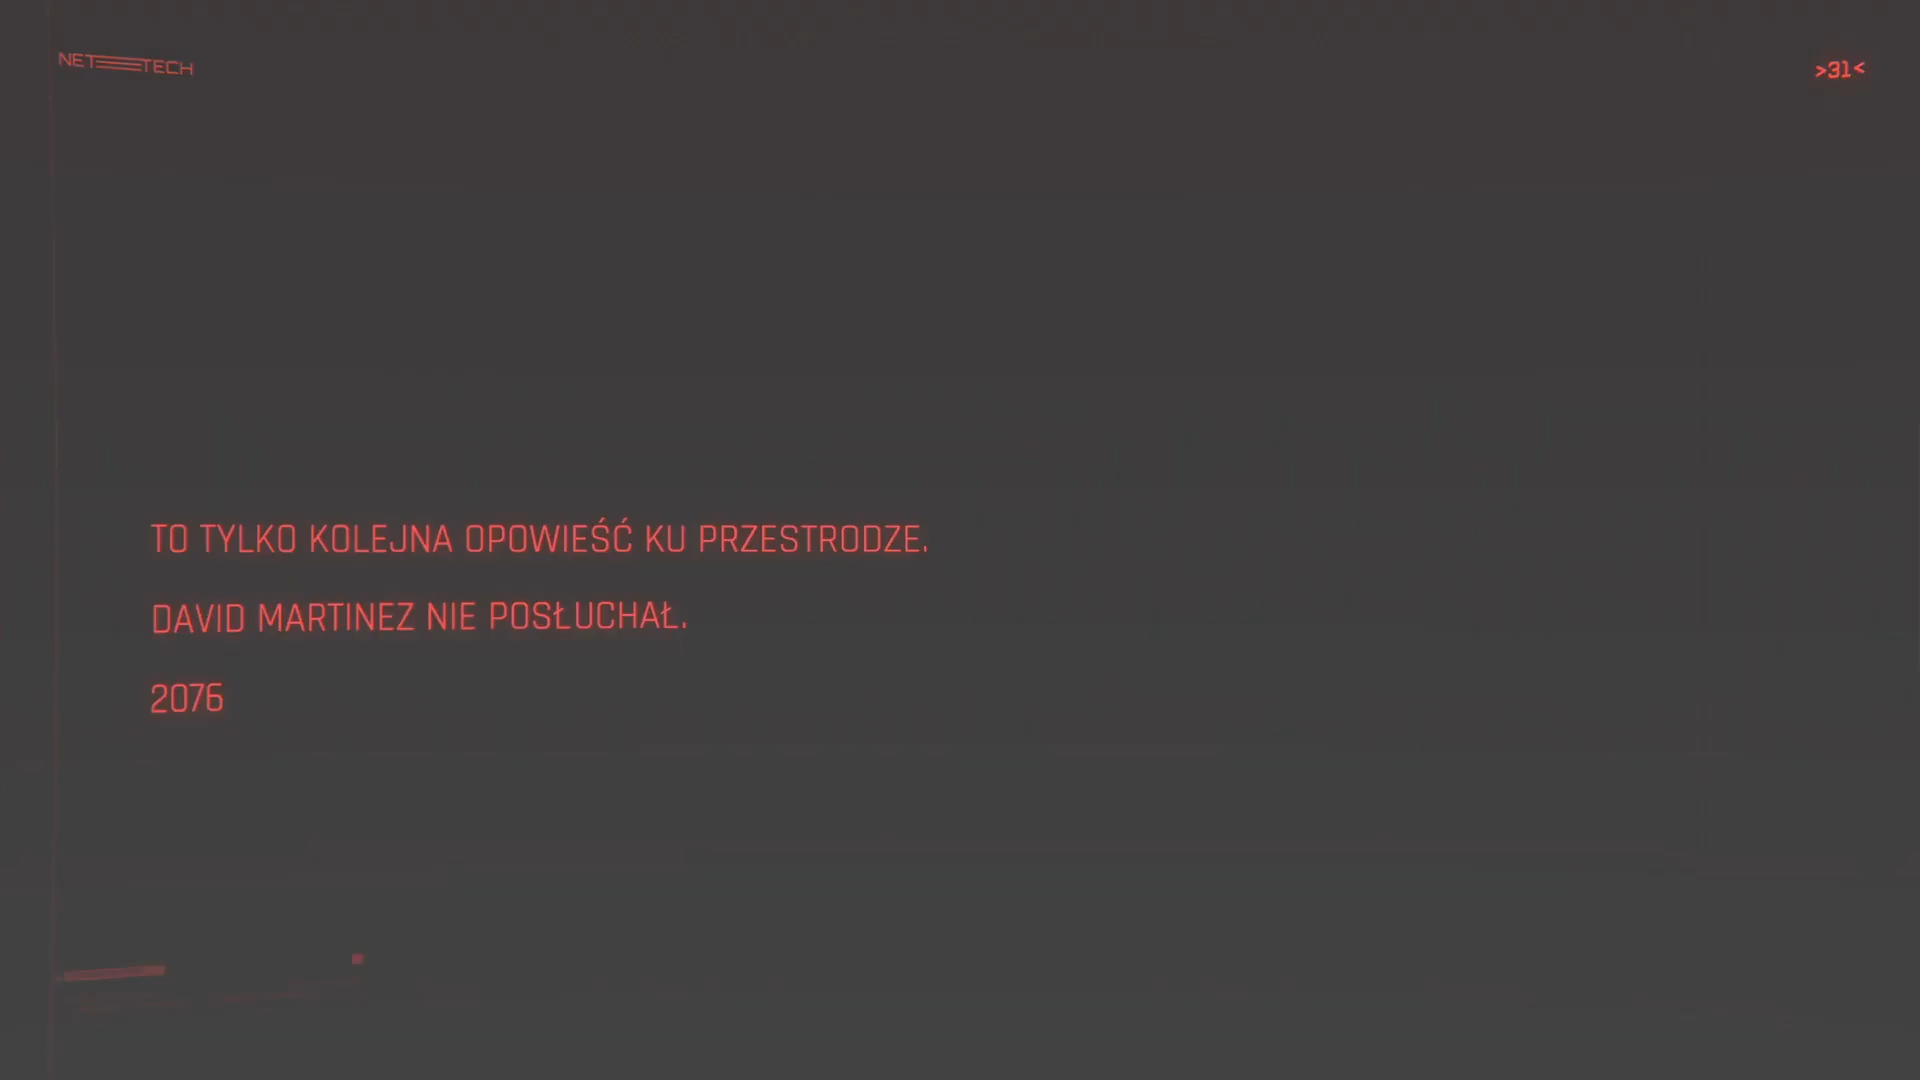 NET TECH
>31<
TO TYLKO KOLEJNA OPOWIEŚĆ KU PRZESTRODZE.
DAVID MARTINEZ NIE POSŁUCHAŁ.
2076